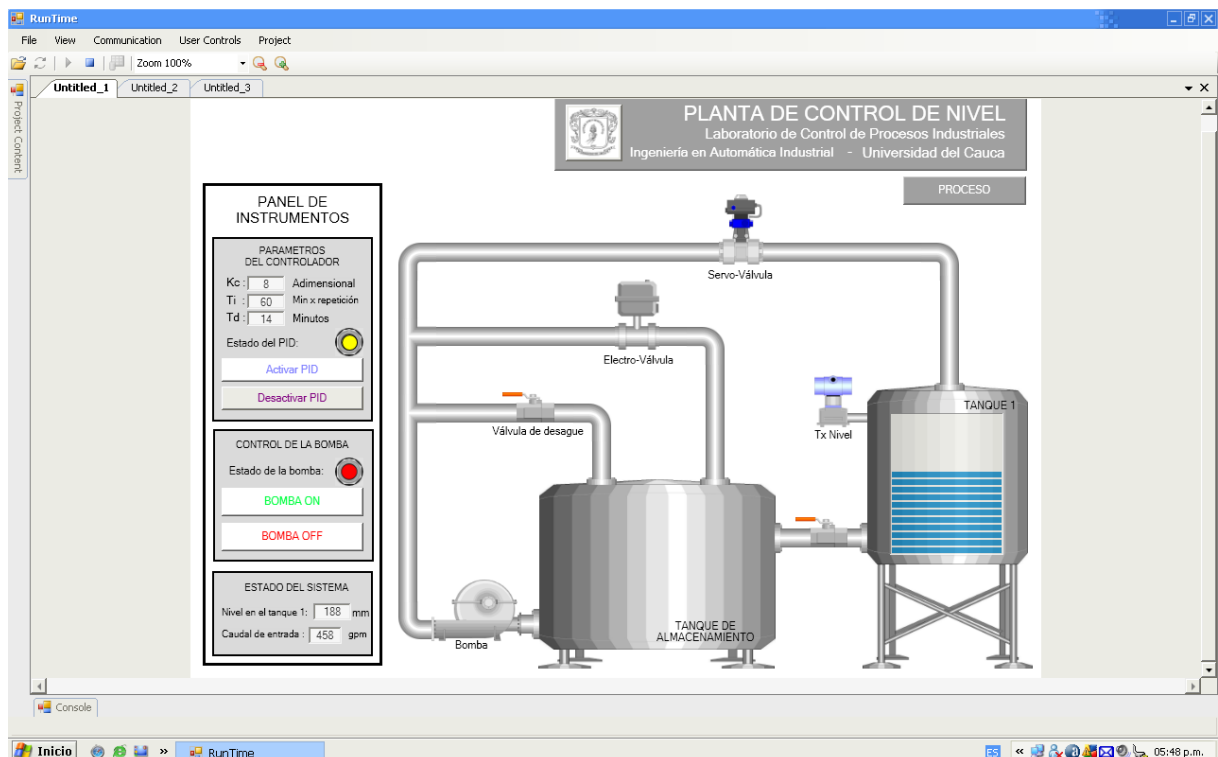 RunTime
File View Communication User Controls Project
Zoom 100%
Untitled_1 Untitled_2 Untitled_3
Project Content
PLANTA DE CONTROL DE NIVEL
Laboratorio de Control de Procesos Industriales
Ingeniería en Automática Industrial - Universidad del Cauca
PROCESO
PANEL DE
INSTRUMENTOS
PARAMETROS
DEL CONTROLADOR
Kc : 8 Adimensional
Ti : 60 Min x repetición
Td : 14 Minutos
Estado del PID:
Activar PID
Desactivar PID
CONTROL DE LA BOMBA
Estado de la bomba:
BOMBA ON
BOMBA OFF
ESTADO DEL SISTEMA
Nivel en el tanque 1: 188 mm
Caudal de entrada : 458 gpm
Servo-Válvula
Electro-Válvula
Válvula de desague
Tx Nivel
TANQUE 1
TANQUE DE
ALMACENAMIENTO
Bomba
Console
Inicio » RunTime ES « 05:48 p.m.